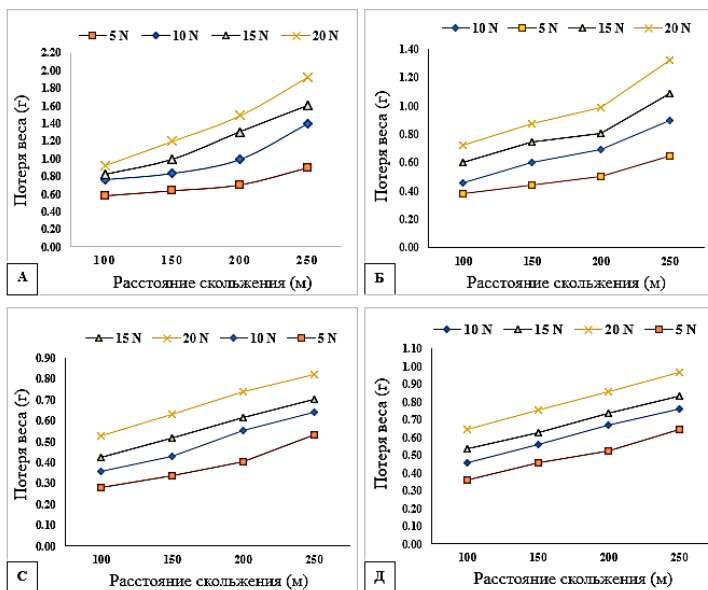 5 N 10 N 15 N 20 N
2.20
2.00
1.80
1.60
1.40
1.20
1.00
0.80
0.60
0.40
0.20
0.00
Потеря веса (г)
100 150 200 250
Расстояние скольжения (м)
А
10 N 5 N 15 N 20 N
1.40
1.20
1.00
0.80
0.60
0.40
0.20
0.00
Потеря веса (г)
100 150 200 250
Расстояние скольжения (м)
Б
15 N 20 N 10 N 5 N
0.90
0.80
0.70
0.60
0.50
0.40
0.30
0.20
0.10
0.00
Потеря веса (г)
100 150 200 250
Расстояние скольжения (м)
С
10 N 15 N 20 N 5 N
1.10
1.00
0.90
0.80
0.70
0.60
0.50
0.40
0.30
0.20
0.10
0.00
Потеря веса (г)
100 150 200 250
Расстояние скольжения (м)
Д